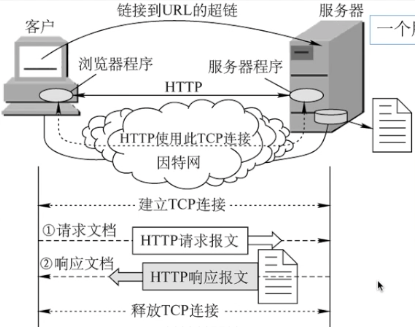 链接到URL的超链
客户
服务器
一个
浏览器程序
服务器程序
HTTP
HTTP使用此TCP连接
因特网
建立TCP连接
①请求文档
HTTP请求报文
②响应文档
HTTP响应报文
释放TCP连接